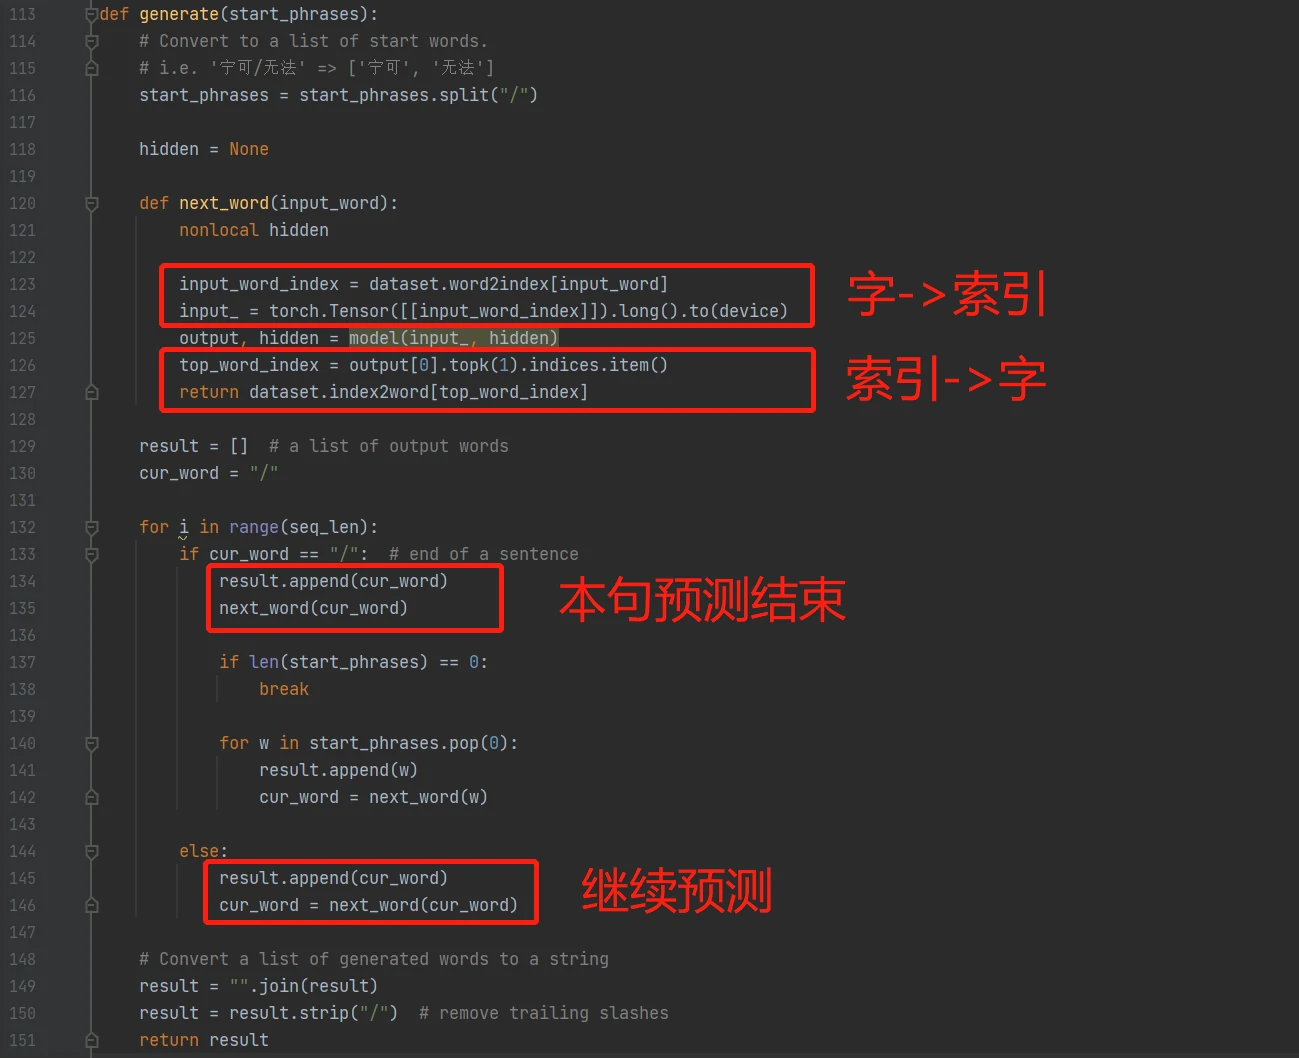 113 def generate(start_phrases):
114 # Convert to a list of start words.
115 # i.e. '宁可/无法' => ['宁可', '无法']
116 start_phrases = start_phrases.split("/")
117
118 hidden = None
119
120 def next_word(input_word):
121 nonlocal hidden
122
123 input_word_index = dataset.word2index[input_word]
字->索引
124 input_ = torch.Tensor([[input_word_index]]).long().to(device)
125 output, hidden = model(input_, hidden)
126 top_word_index = output[0].topk(1).indices.item()
索引->字
127 return dataset.index2word[top_word_index]
128
129 result = []  # a list of output words
130 cur_word = "/"
131
132 for i in range(seq_len):
133 if cur_word == "/":  # end of a sentence
134 result.append(cur_word)
本句预测结束
135 next_word(cur_word)
136
137 if len(start_phrases) == 0:
138 break
139
140 for w in start_phrases.pop(0):
141 result.append(w)
142 cur_word = next_word(w)
143
144 else:
145 result.append(cur_word)
继续预测
146 cur_word = next_word(cur_word)
147
148 # Convert a list of generated words to a string
149 result = "".join(result)
150 result = result.strip("/")  # remove trailing slashes
151 return result